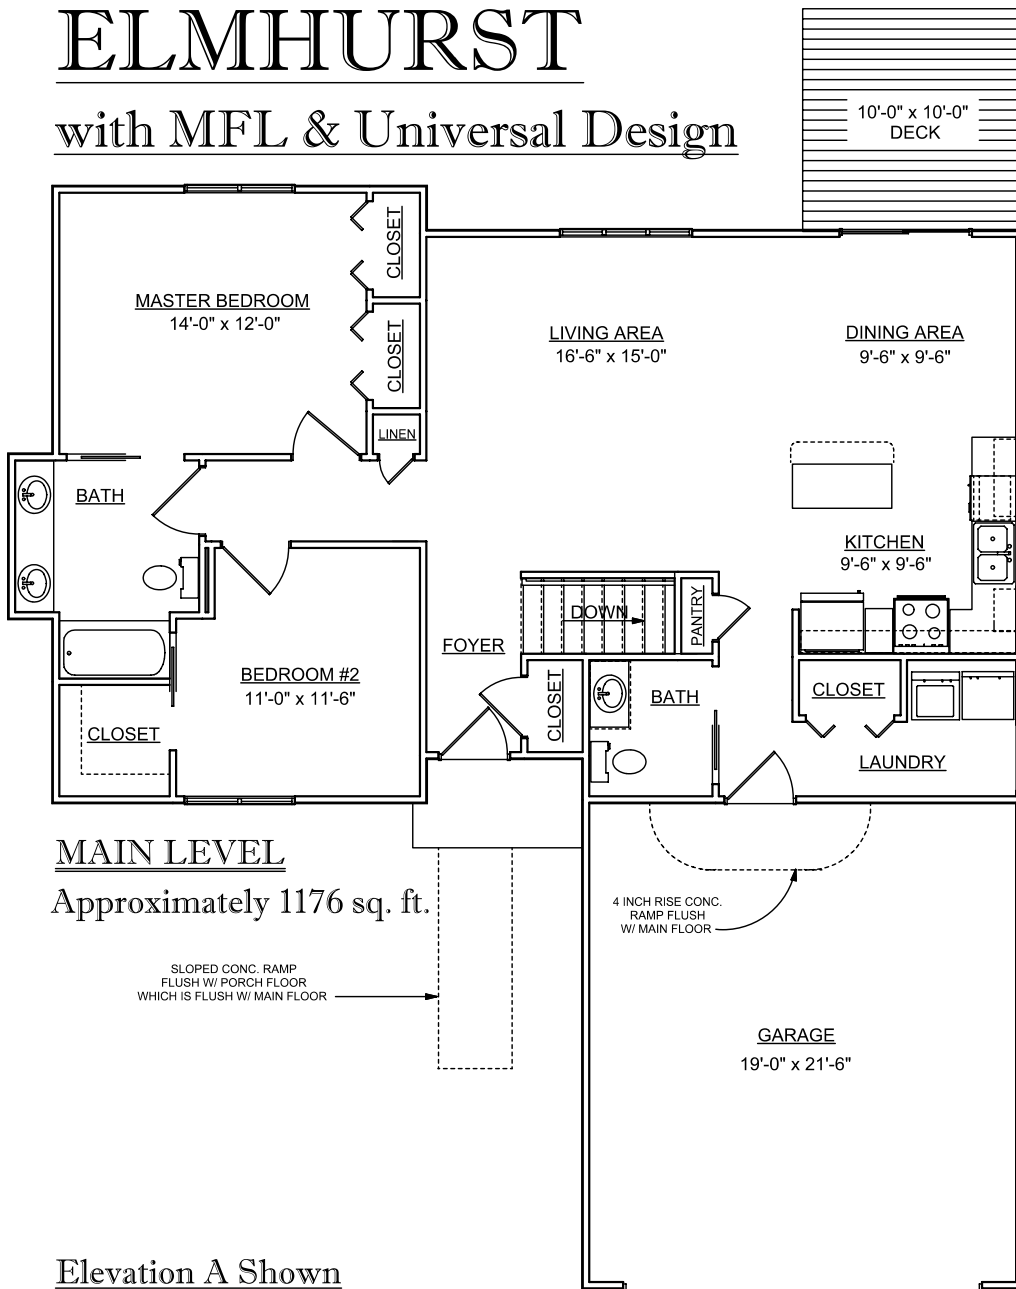 ELMHURST
with MFL & Universal Design
10'-0" x 10'-0"
DECK
CLOSET
MASTER BEDROOM
14'-0" x 12'-0"
CLOSET
LINEN
LIVING AREA
16'-6" x 15'-0"
DINING AREA
9'-6" x 9'-6"
BATH
KITCHEN
9'-6" x 9'-6"
DOWN
PANTRY
FOYER
BEDROOM #2
11'-0" x 11'-6"
CLOSET
CLOSET
BATH
CLOSET
LAUNDRY
MAIN LEVEL
Approximately 1176 sq. ft.
4 INCH RISE CONC.
RAMP FLUSH
W/ MAIN FLOOR
SLOPED CONC. RAMP
FLUSH W/ PORCH FLOOR
WHICH IS FLUSH W/ MAIN FLOOR
GARAGE
19'-0" x 21'-6"
Elevation A Shown